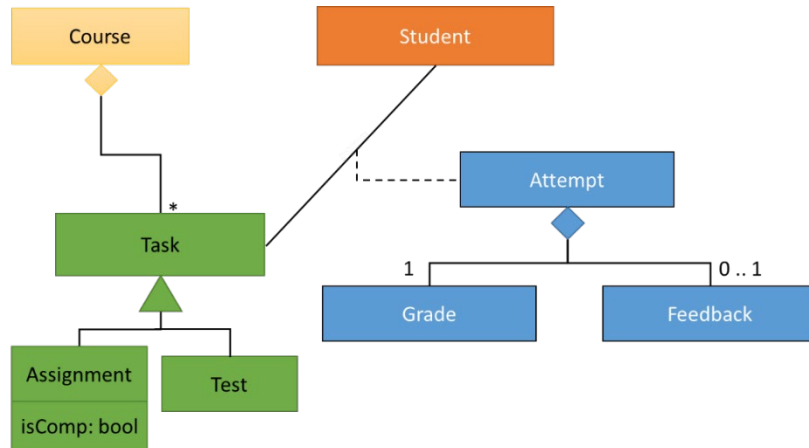 Course
Student
Attempt
*
Task
1
0 .. 1
Grade
Feedback
Assignment
Test
isComp: bool